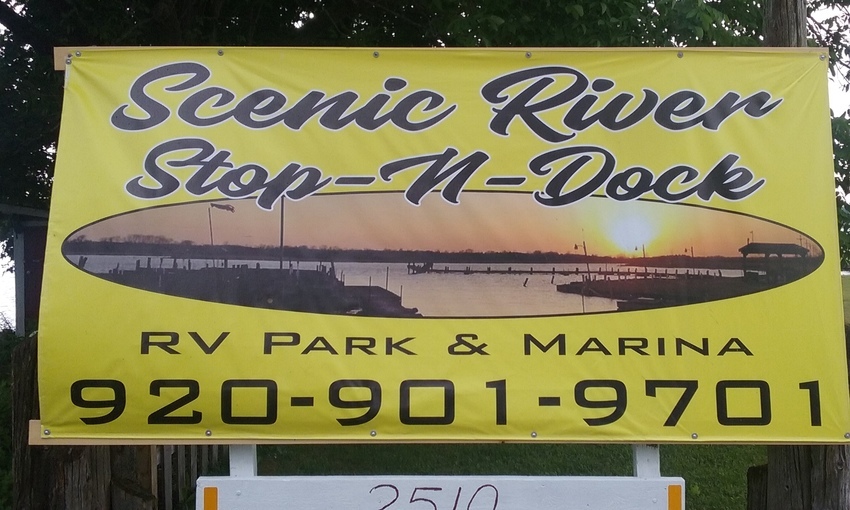 Scenic River
Stop-N-Dock
RV Park & Marina
920-901-9701
2510